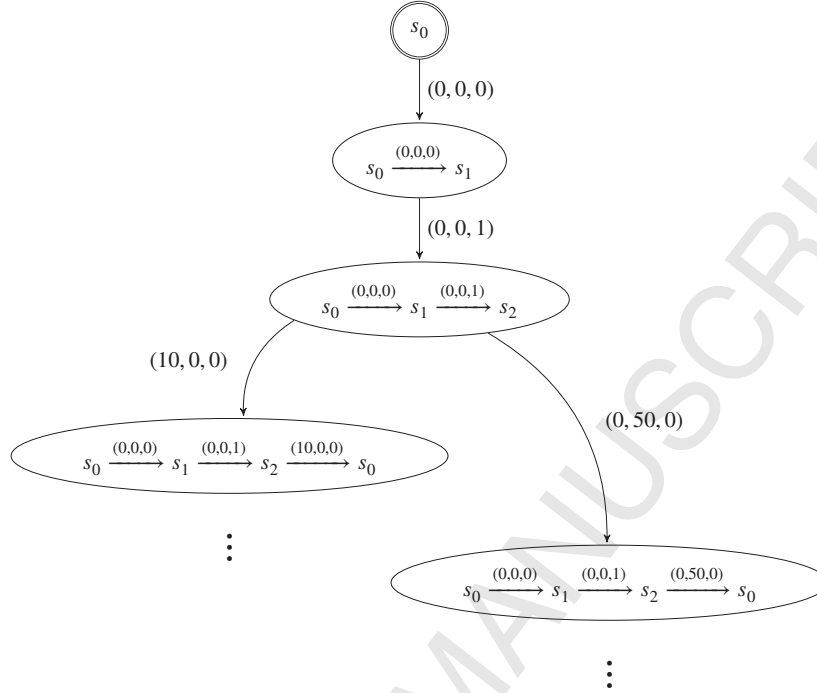 s₀
(0, 0, 0)
s₀ —(0,0,0)→ s₁
(0, 0, 1)
s₀ —(0,0,0)→ s₁ —(0,0,1)→ s₂
(10, 0, 0)
(0, 50, 0)
s₀ —(0,0,0)→ s₁ —(0,0,1)→ s₂ —(10,0,0)→ s₀
⋮
s₀ —(0,0,0)→ s₁ —(0,0,1)→ s₂ —(0,50,0)→ s₀
⋮
MANUSCRI